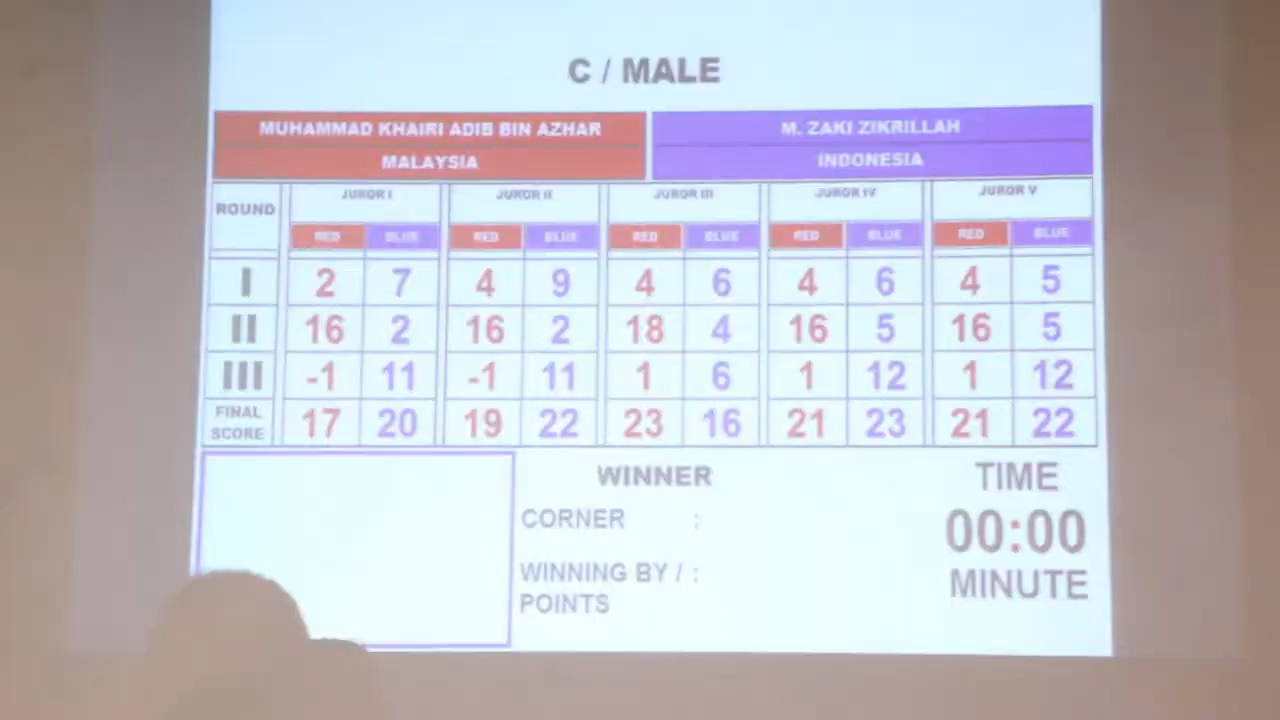 C / MALE
MUHAMMAD KHAIRI ADIB BIN AZHAR M. ZAKI ZIKRILLAH
MALAYSIA INDONESIA
ROUND JUROR I JUROR II JUROR III JUROR IV JUROR V
RED BLUE RED BLUE RED BLUE RED BLUE RED BLUE
I 2 7 4 9 4 6 4 6 4 5
II 16 2 16 2 18 4 16 5 16 5
III -1 11 -1 11 1 6 1 12 1 12
FINAL SCORE 17 20 19 22 23 16 21 23 21 22
WINNER TIME
CORNER : 00:00
WINNING BY / : MINUTE
POINTS